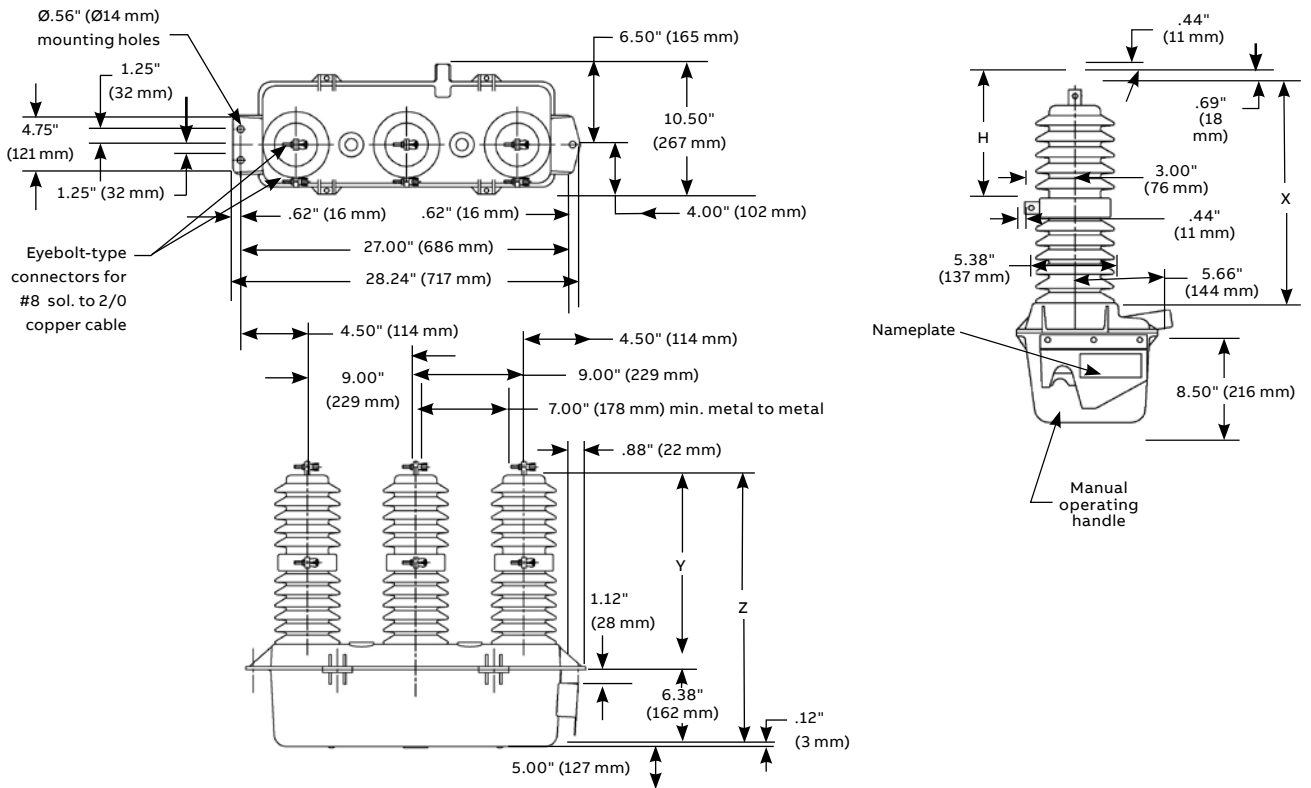 Ø.56" (Ø14 mm)
mounting holes
1.25"
(32 mm)
4.75"
(121 mm)
1.25" (32 mm)
6.50" (165 mm)
10.50"
(267 mm)
4.00" (102 mm)
.62" (16 mm)
.62" (16 mm)
27.00" (686 mm)
28.24" (717 mm)
Eyebolt-type
connectors for
#8 sol. to 2/0
copper cable
4.50" (114 mm)
4.50" (114 mm)
9.00"
(229 mm)
9.00"
(229 mm)
7.00" (178 mm) min. metal to metal
.88" (22 mm)
Y
Z
1.12"
(28 mm)
6.38"
(162 mm)
.12"
(3 mm)
5.00" (127 mm)
.44"
(11 mm)
.69"
(18
mm)
H
X
3.00"
(76 mm)
.44"
(11 mm)
5.38"
(137 mm)
5.66"
(144 mm)
Nameplate
8.50" (216 mm)
Manual
operating
handle